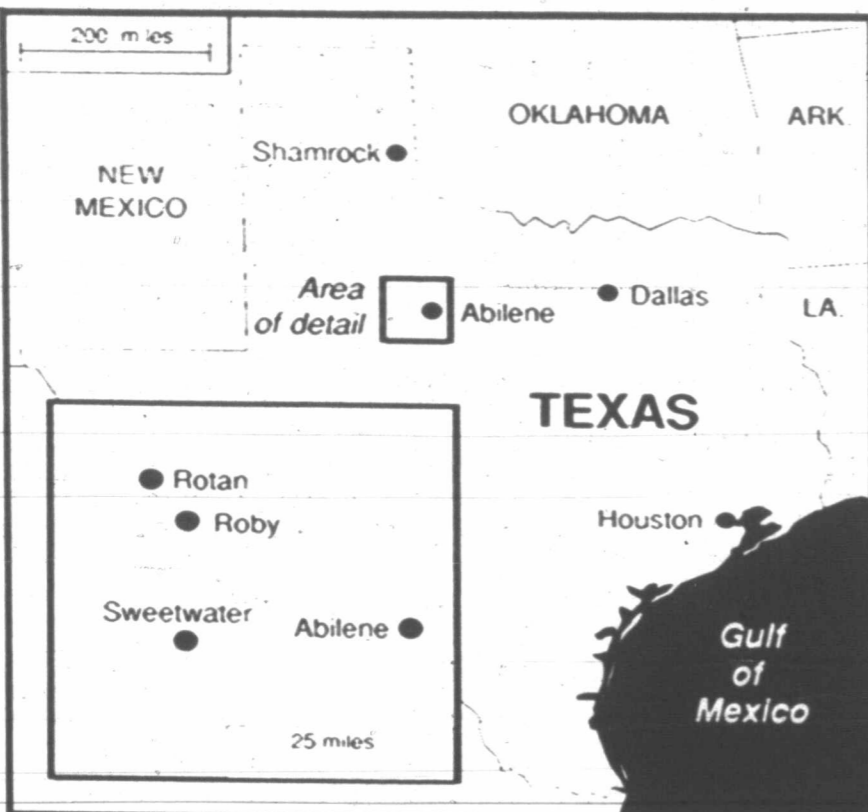 200 miles
OKLAHOMA
ARK.
Shamrock
NEW
MEXICO
Area
of detail
Abilene
Dallas
LA.
TEXAS
Rotan
Roby
Houston
Sweetwater
Abilene
Gulf
of
Mexico
25 miles